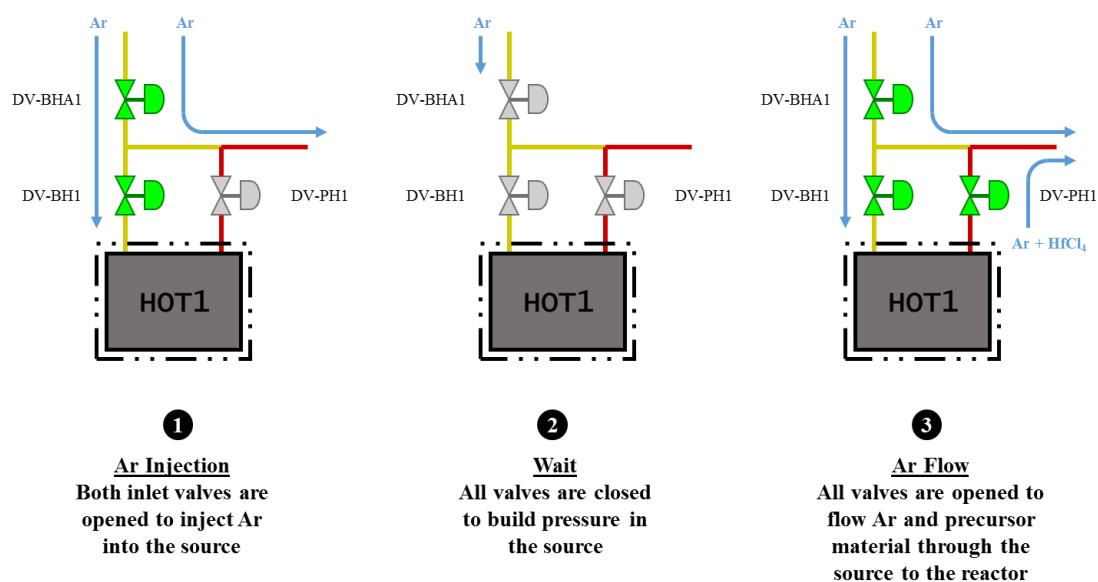 Ar
Ar
DV-BHA1
DV-BH1
DV-PH1
HOT1
1
Ar Injection
Both inlet valves are
opened to inject Ar
into the source
Ar
DV-BHA1
DV-BH1
DV-PH1
HOT1
2
Wait
All valves are closed
to build pressure in
the source
Ar
Ar
DV-BHA1
DV-BH1
DV-PH1
Ar + HfCl₄
HOT1
3
Ar Flow
All valves are opened to
flow Ar and precursor
material through the
source to the reactor